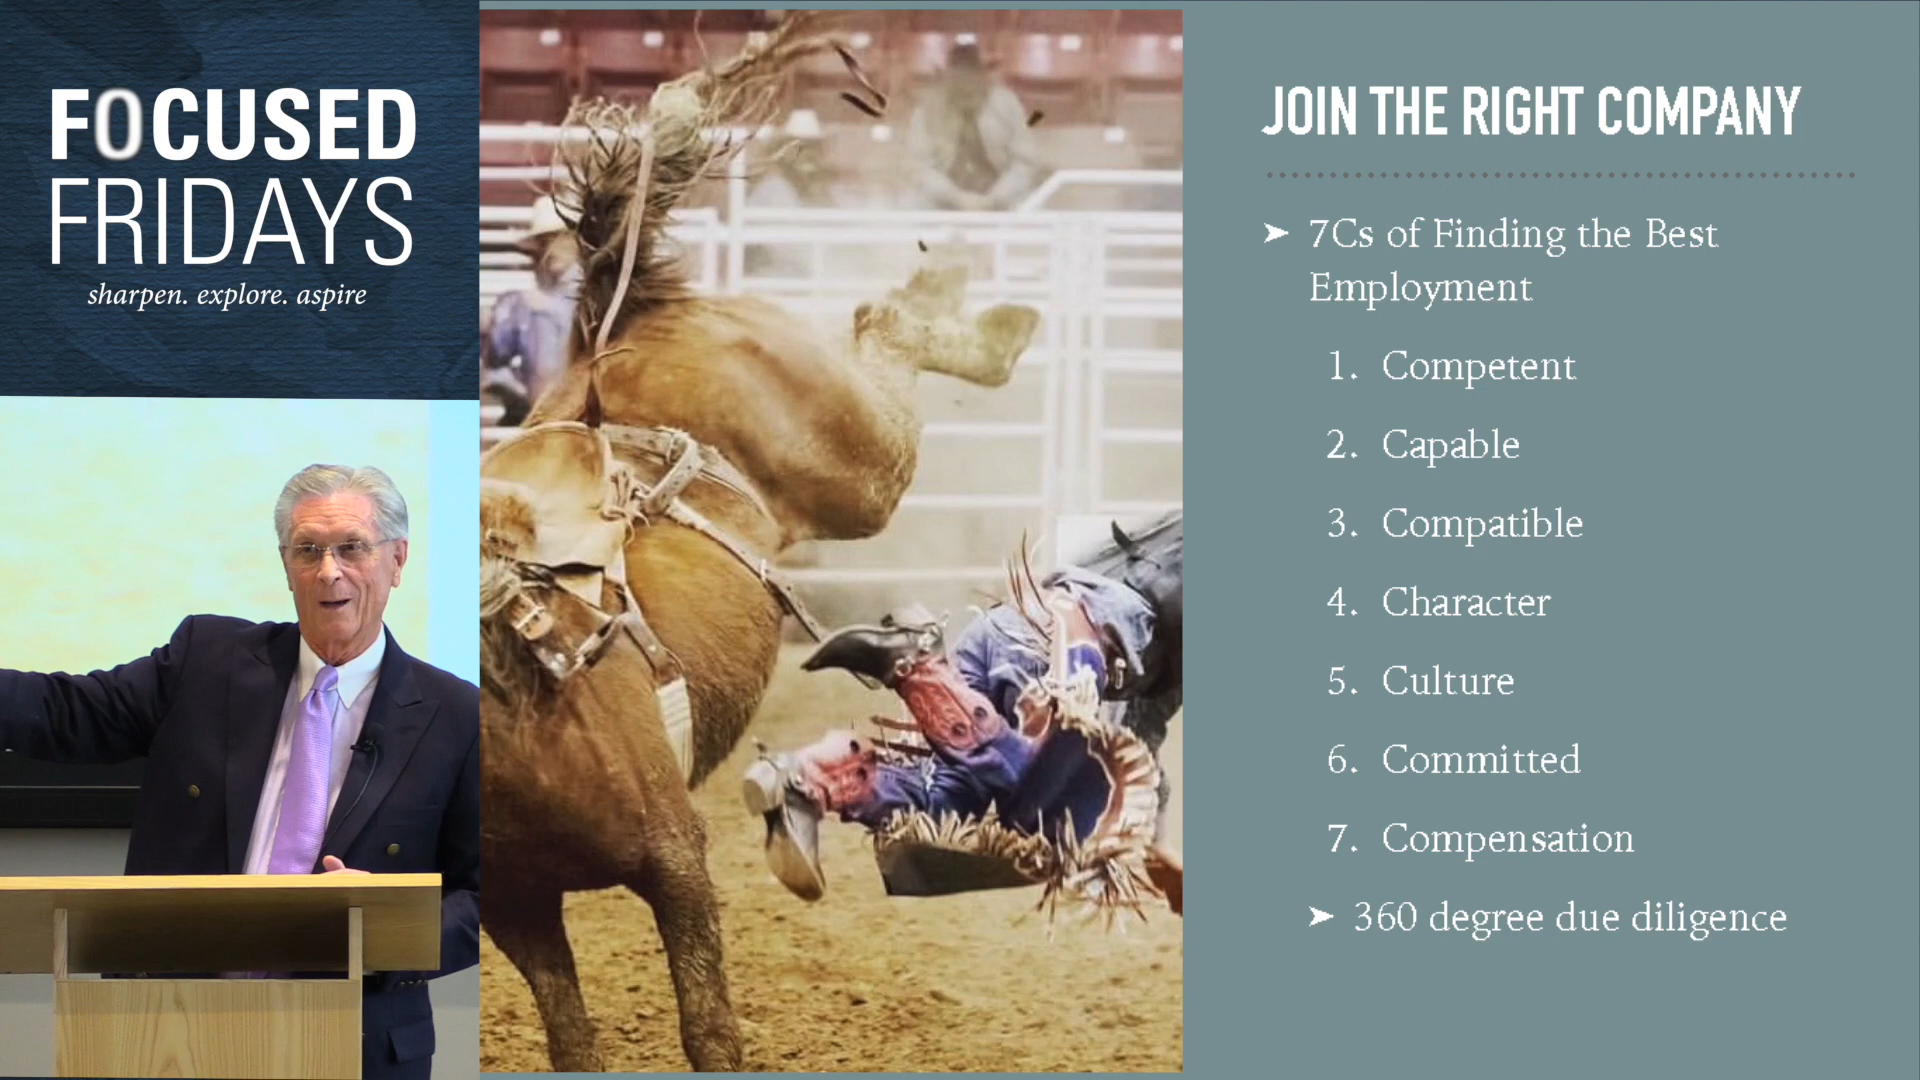 FOCUSED
FRIDAYS
sharpen. explore. aspire
JOIN THE RIGHT COMPANY
➤ 7Cs of Finding the Best
Employment
1. Competent
2. Capable
3. Compatible
4. Character
5. Culture
6. Committed
7. Compensation
➤ 360 degree due diligence